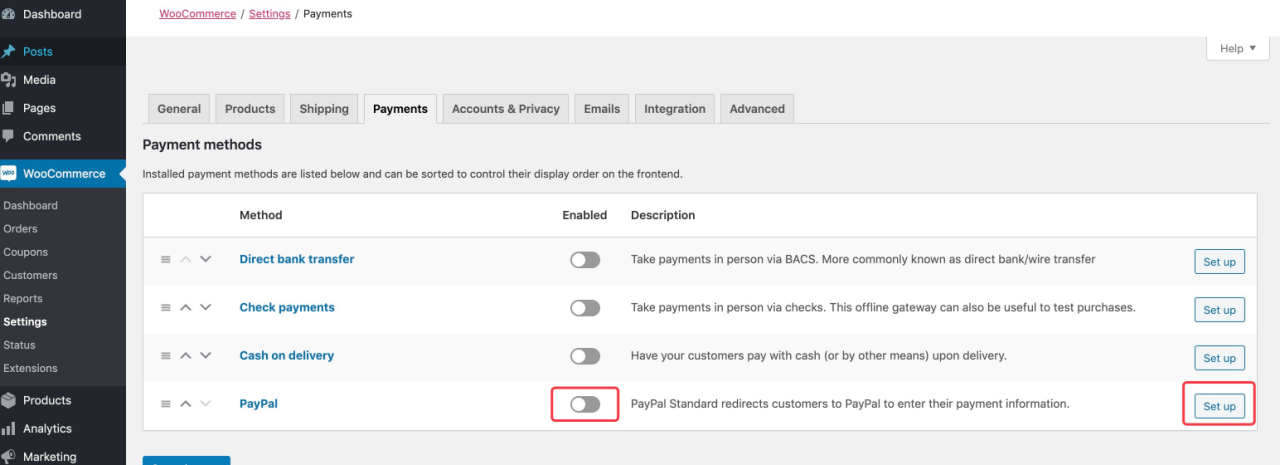 Dashboard
WooCommerce / Settings / Payments
Help ▼
Posts
Media
Pages
Comments
WOO WooCommerce
Dashboard
Orders
Coupons
Customers
Reports
Settings
Status
Extensions
Products
Analytics
Marketing
General Products Shipping Payments Accounts & Privacy Emails Integration Advanced
Payment methods
Installed payment methods are listed below and can be sorted to control their display order on the frontend.
Method Enabled Description
Direct bank transfer Take payments in person via BACS. More commonly known as direct bank/wire transfer Set up
Check payments Take payments in person via checks. This offline gateway can also be useful to test purchases. Set up
Cash on delivery Have your customers pay with cash (or by other means) upon delivery. Set up
PayPal PayPal Standard redirects customers to PayPal to enter their payment information. Set up